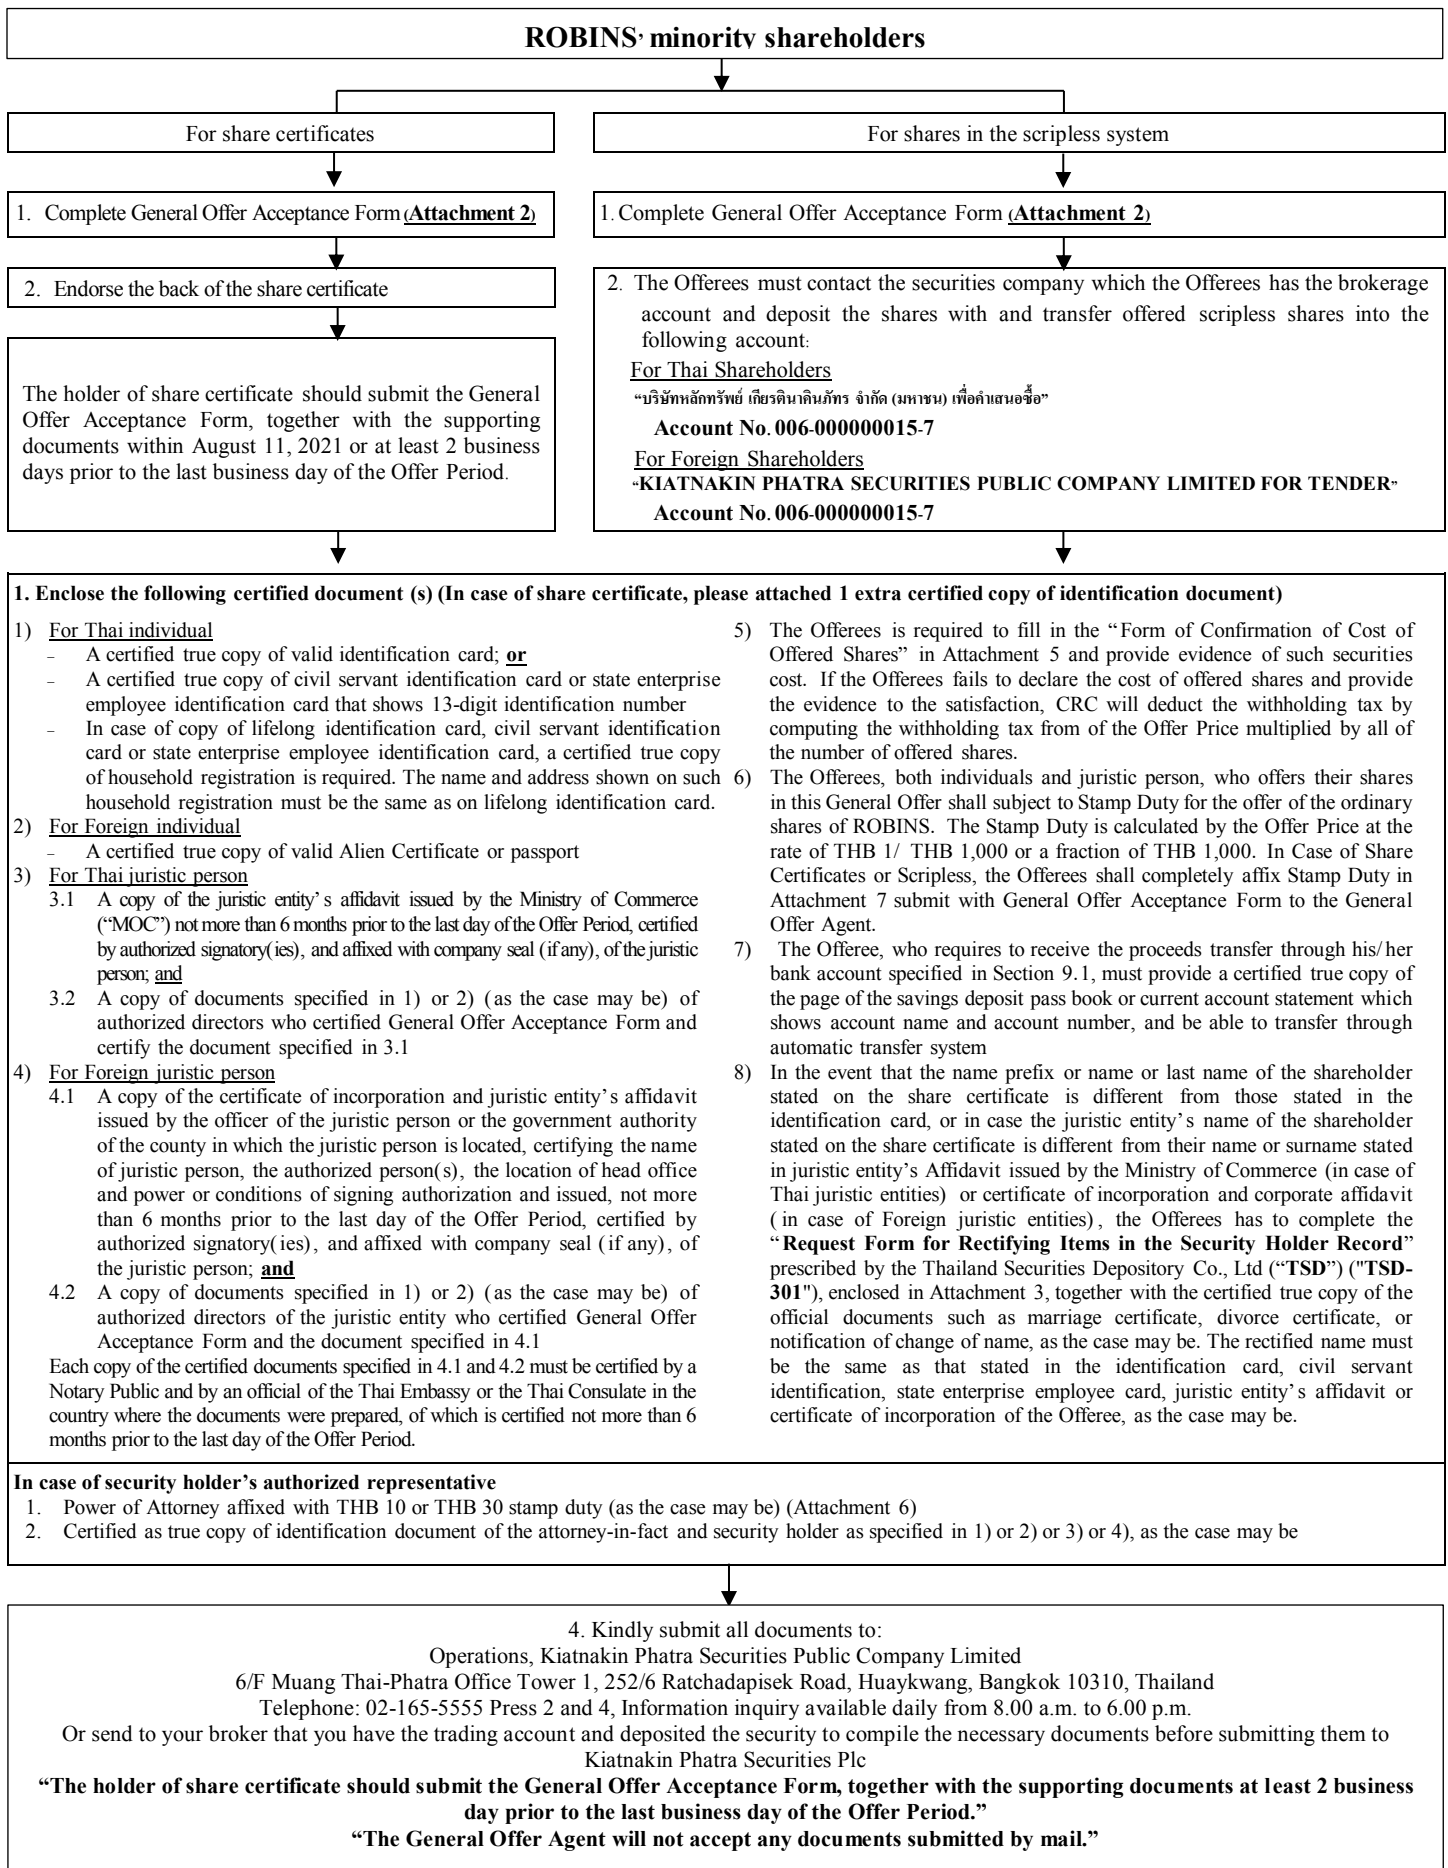 ROBINS' minority shareholders
For share certificates
1. Complete General Offer Acceptance Form (Attachment 2)
2. Endorse the back of the share certificate
The holder of share certificate should submit the General
Offer Acceptance Form, together with the supporting
documents within August 11, 2021 or at least 2 business
days prior to the last business day of the Offer Period.
For shares in the scripless system
1. Complete General Offer Acceptance Form (Attachment 2)
2. The Offerees must contact the securities company which the Offerees has the brokerage
account and deposit the shares with and transfer offered scripless shares into the
following account:
For Thai Shareholders
“บริษัทหลักทรัพย์ เกียรตินาคินภัทร จำกัด (มหาชน) เพื่อคำเสนอซื้อ”
Account No. 006-000000015-7
For Foreign Shareholders
“KIATNAKIN PHATRA SECURITIES PUBLIC COMPANY LIMITED FOR TENDER”
Account No. 006-000000015-7
1. Enclose the following certified document (s) (In case of share certificate, please attached 1 extra certified copy of identification document)
1) For Thai individual
– A certified true copy of valid identification card; or
– A certified true copy of civil servant identification card or state enterprise
employee identification card that shows 13-digit identification number
– In case of copy of lifelong identification card, civil servant identification
card or state enterprise employee identification card, a certified true copy
of household registration is required. The name and address shown on such
household registration must be the same as on lifelong identification card.
2) For Foreign individual
– A certified true copy of valid Alien Certificate or passport
3) For Thai juristic person
3.1 A copy of the juristic entity's affidavit issued by the Ministry of Commerce
(“MOC”) not more than 6 months prior to the last day of the Offer Period, certified
by authorized signatory(ies), and affixed with company seal (if any), of the juristic
person; and
3.2 A copy of documents specified in 1) or 2) (as the case may be) of
authorized directors who certified General Offer Acceptance Form and
certify the document specified in 3.1
4) For Foreign juristic person
4.1 A copy of the certificate of incorporation and juristic entity's affidavit
issued by the officer of the juristic person or the government authority
of the county in which the juristic person is located, certifying the name
of juristic person, the authorized person(s), the location of head office
and power or conditions of signing authorization and issued, not more
than 6 months prior to the last day of the Offer Period, certified by
authorized signatory(ies), and affixed with company seal (if any), of
the juristic person; and
4.2 A copy of documents specified in 1) or 2) (as the case may be) of
authorized directors of the juristic entity who certified General Offer
Acceptance Form and the document specified in 4.1
Each copy of the certified documents specified in 4.1 and 4.2 must be certified by a
Notary Public and by an official of the Thai Embassy or the Thai Consulate in the
country where the documents were prepared, of which is certified not more than 6
months prior to the last day of the Offer Period.
5) The Offerees is required to fill in the “Form of Confirmation of Cost of
Offered Shares” in Attachment 5 and provide evidence of such securities
cost. If the Offerees fails to declare the cost of offered shares and provide
the evidence to the satisfaction, CRC will deduct the withholding tax by
computing the withholding tax from of the Offer Price multiplied by all of
the number of offered shares.
6) The Offerees, both individuals and juristic person, who offers their shares
in this General Offer shall subject to Stamp Duty for the offer of the ordinary
shares of ROBINS. The Stamp Duty is calculated by the Offer Price at the
rate of THB 1/ THB 1,000 or a fraction of THB 1,000. In Case of Share
Certificates or Scripless, the Offerees shall completely affix Stamp Duty in
Attachment 7 submit with General Offer Acceptance Form to the General
Offer Agent.
7) The Offeree, who requires to receive the proceeds transfer through his/her
bank account specified in Section 9.1, must provide a certified true copy of
the page of the savings deposit pass book or current account statement which
shows account name and account number, and be able to transfer through
automatic transfer system
8) In the event that the name prefix or name or last name of the shareholder
stated on the share certificate is different from those stated in the
identification card, or in case the juristic entity's name of the shareholder
stated on the share certificate is different from their name or surname stated
in juristic entity's Affidavit issued by the Ministry of Commerce (in case of
Thai juristic entities) or certificate of incorporation and corporate affidavit
(in case of Foreign juristic entities), the Offerees has to complete the
“Request Form for Rectifying Items in the Security Holder Record”
prescribed by the Thailand Securities Depository Co., Ltd (“TSD”) ("TSD-
301"), enclosed in Attachment 3, together with the certified true copy of the
official documents such as marriage certificate, divorce certificate, or
notification of change of name, as the case may be. The rectified name must
be the same as that stated in the identification card, civil servant
identification, state enterprise employee card, juristic entity's affidavit or
certificate of incorporation of the Offeree, as the case may be.
In case of security holder's authorized representative
1. Power of Attorney affixed with THB 10 or THB 30 stamp duty (as the case may be) (Attachment 6)
2. Certified as true copy of identification document of the attorney-in-fact and security holder as specified in 1) or 2) or 3) or 4), as the case may be
4. Kindly submit all documents to:
Operations, Kiatnakin Phatra Securities Public Company Limited
6/F Muang Thai-Phatra Office Tower 1, 252/6 Ratchadapisek Road, Huaykwang, Bangkok 10310, Thailand
Telephone: 02-165-5555 Press 2 and 4, Information inquiry available daily from 8.00 a.m. to 6.00 p.m.
Or send to your broker that you have the trading account and deposited the security to compile the necessary documents before submitting them to
Kiatnakin Phatra Securities Plc
“The holder of share certificate should submit the General Offer Acceptance Form, together with the supporting documents at least 2 business
day prior to the last business day of the Offer Period.”
“The General Offer Agent will not accept any documents submitted by mail.”